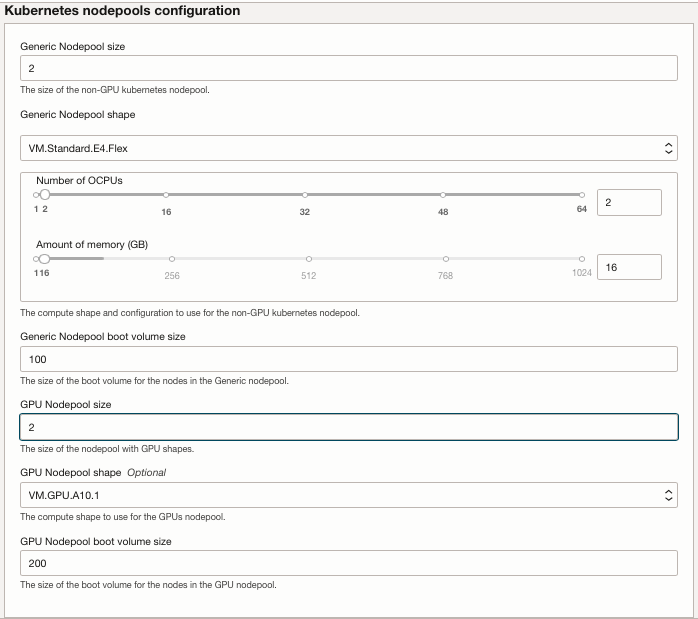 Kubernetes nodepools configuration
Generic Nodepool size
2
The size of the non-GPU kubernetes nodepool.
Generic Nodepool shape
VM.Standard.E4.Flex
Number of OCPUs
1 2 16 32 48 64
2
Amount of memory (GB)
1 16 256 512 768 1024
16
The compute shape and configuration to use for the non-GPU kubernetes nodepool.
Generic Nodepool boot volume size
100
The size of the boot volume for the nodes in the Generic nodepool.
GPU Nodepool size
2
The size of the nodepool with GPU shapes.
GPU Nodepool shape Optional
VM.GPU.A10.1
The compute shape to use for the GPUs nodepool.
GPU Nodepool boot volume size
200
The size of the boot volume for the nodes in the GPU nodepool.